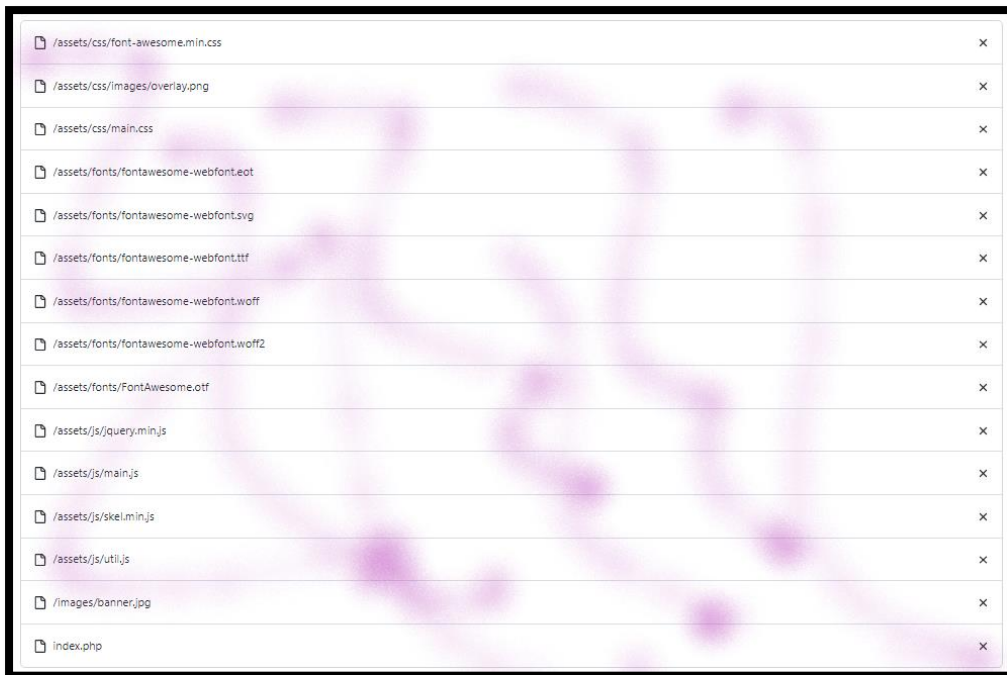 /assets/css/font-awesome.min.css
/assets/css/images/overlay.png
/assets/css/main.css
/assets/fonts/fontawesome-webfont.eot
/assets/fonts/fontawesome-webfont.svg
/assets/fonts/fontawesome-webfont.ttf
/assets/fonts/fontawesome-webfont.woff
/assets/fonts/fontawesome-webfont.woff2
/assets/fonts/FontAwesome.otf
/assets/js/jquery.min.js
/assets/js/main.js
/assets/js/skel.min.js
/assets/js/util.js
/images/banner.jpg
index.php